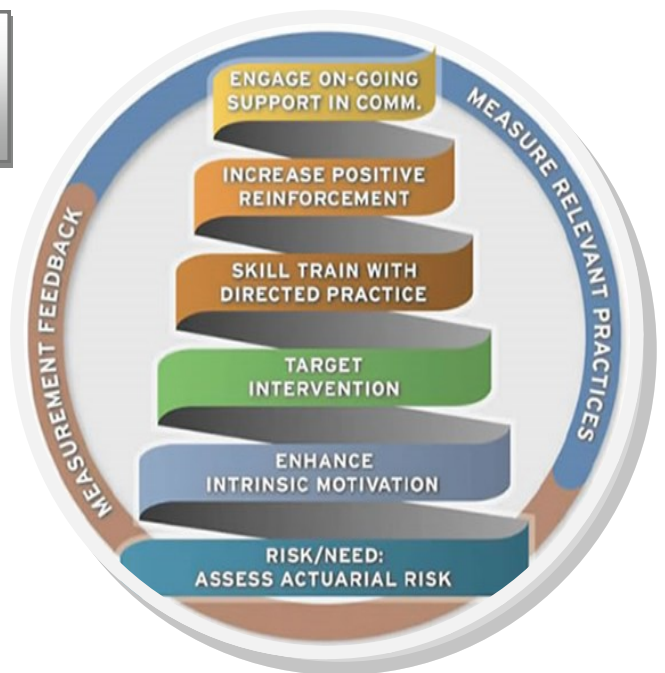 ENGAGE ON-GOING
SUPPORT IN COMM.
INCREASE POSITIVE
REINFORCEMENT
SKILL TRAIN WITH
DIRECTED PRACTICE
TARGET
INTERVENTION
ENHANCE
INTRINSIC MOTIVATION
RISK/NEED:
ASSESS ACTUARIAL RISK
MEASURE RELEVANT PRACTICES
MEASUREMENT FEEDBACK